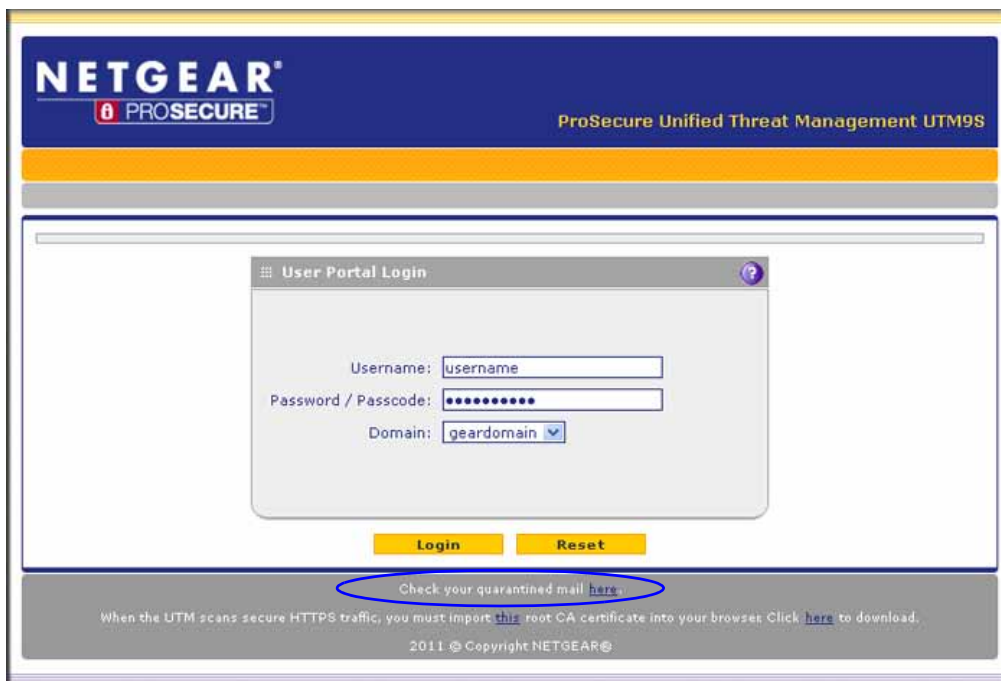 NETGEAR®
PROSECURE™
ProSecure Unified Threat Management UTM9S
User Portal Login
?
Username: username
Password / Passcode: ●●●●●●●●●●
Domain: geardomain
Login Reset
Check your quarantined mail here.
When the UTM scans secure HTTPS traffic, you must import this root CA certificate into your browser. Click here to download.
2011 © Copyright NETGEAR®